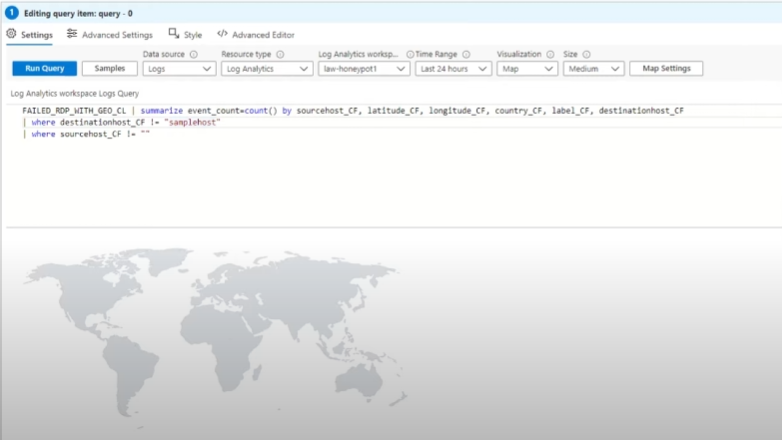 1 Editing query item: query - 0
Settings Advanced Settings Style </> Advanced Editor
Data source Resource type Log Analytics worksp... Time Range Visualization Size
Run Query Samples Logs Log Analytics law-honeypot1 Last 24 hours Map Medium Map Settings
Log Analytics workspace Logs Query
FAILED_RDP_WITH_GEO_CL | summarize event_count=count() by sourcehost_CF, latitude_CF, longitude_CF, country_CF, label_CF, destinationhost_CF
| where destinationhost_CF != "samplehost"
| where sourcehost_CF != ""